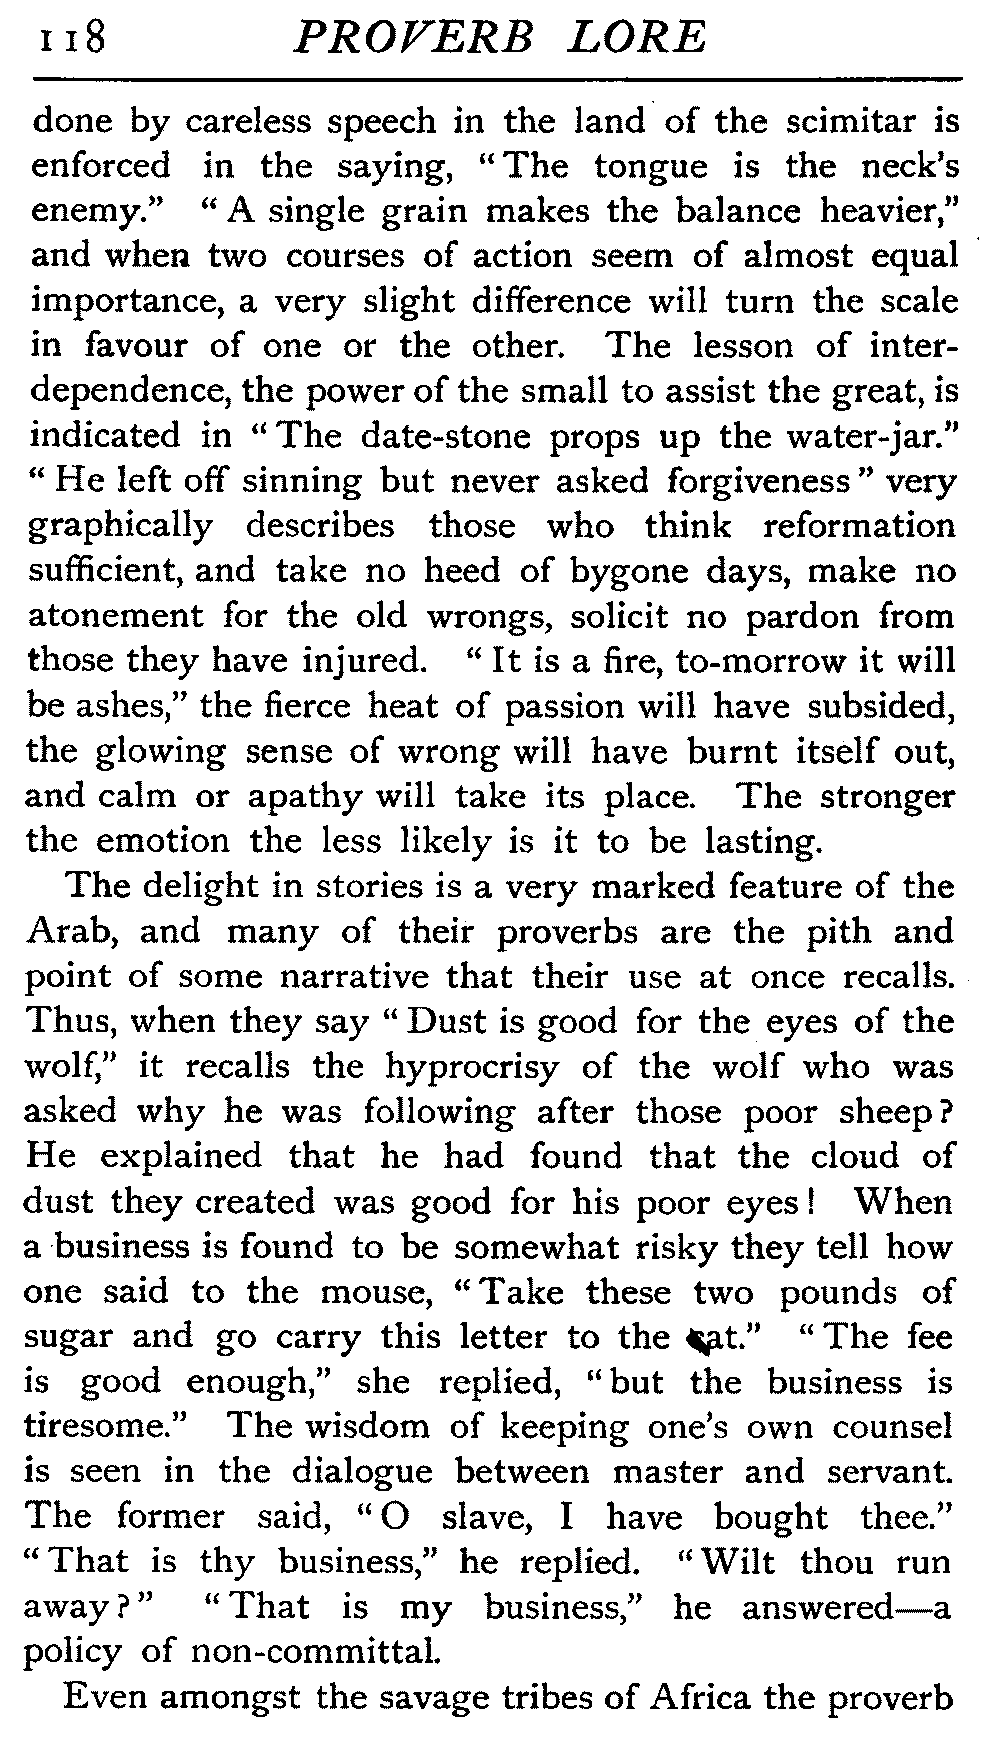 118 PROVERB LORE
done by careless speech in the land of the scimitar is
enforced in the saying, “The tongue is the neck’s
enemy.” “A single grain makes the balance heavier,”
and when two courses of action seem of almost equal
importance, a very slight difference will turn the scale
in favour of one or the other. The lesson of inter-
dependence, the power of the small to assist the great, is
indicated in “The date-stone props up the water-jar.”
“He left off sinning but never asked forgiveness” very
graphically describes those who think reformation
sufficient, and take no heed of bygone days, make no
atonement for the old wrongs, solicit no pardon from
those they have injured. “It is a fire, to-morrow it will
be ashes,” the fierce heat of passion will have subsided,
the glowing sense of wrong will have burnt itself out,
and calm or apathy will take its place. The stronger
the emotion the less likely is it to be lasting.
The delight in stories is a very marked feature of the
Arab, and many of their proverbs are the pith and
point of some narrative that their use at once recalls.
Thus, when they say “Dust is good for the eyes of the
wolf,” it recalls the hyprocrisy of the wolf who was
asked why he was following after those poor sheep?
He explained that he had found that the cloud of
dust they created was good for his poor eyes! When
a business is found to be somewhat risky they tell how
one said to the mouse, “Take these two pounds of
sugar and go carry this letter to the cat.” “The fee
is good enough,” she replied, “but the business is
tiresome.” The wisdom of keeping one’s own counsel
is seen in the dialogue between master and servant.
The former said, “O slave, I have bought thee.”
“That is thy business,” he replied. “Wilt thou run
away?” “That is my business,” he answered—a
policy of non-committal.
Even amongst the savage tribes of Africa the proverb